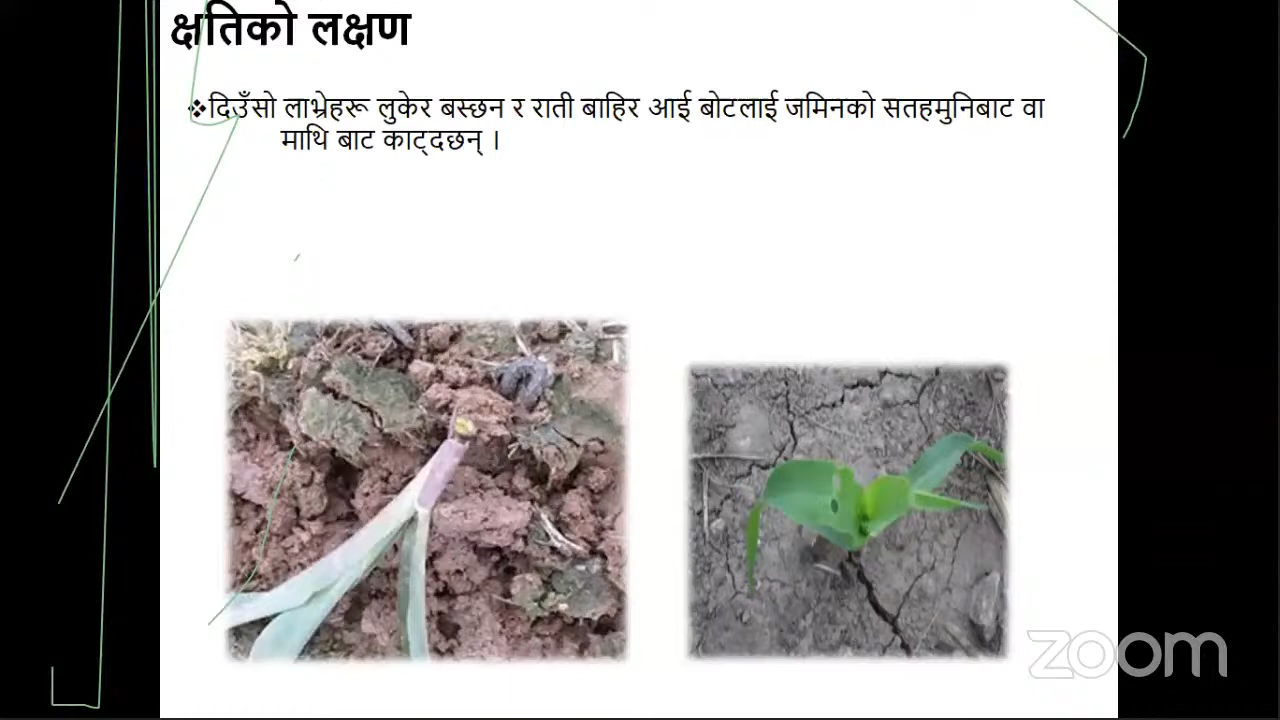 क्षतिको लक्षण
❖दिउँसो लाभ्रेहरू लुकेर बस्छन र राती बाहिर आई बोटलाई जमिनको सतहमुनिबाट वा
माथि बाट काट्दछन् ।
zoom